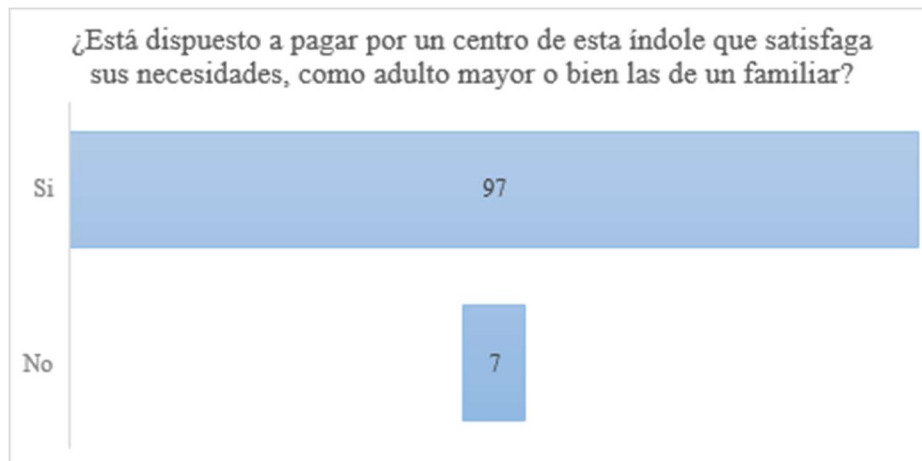 ¿Está dispuesto a pagar por un centro de esta índole que satisfaga
sus necesidades, como adulto mayor o bien las de un familiar?
Si
97
No
7